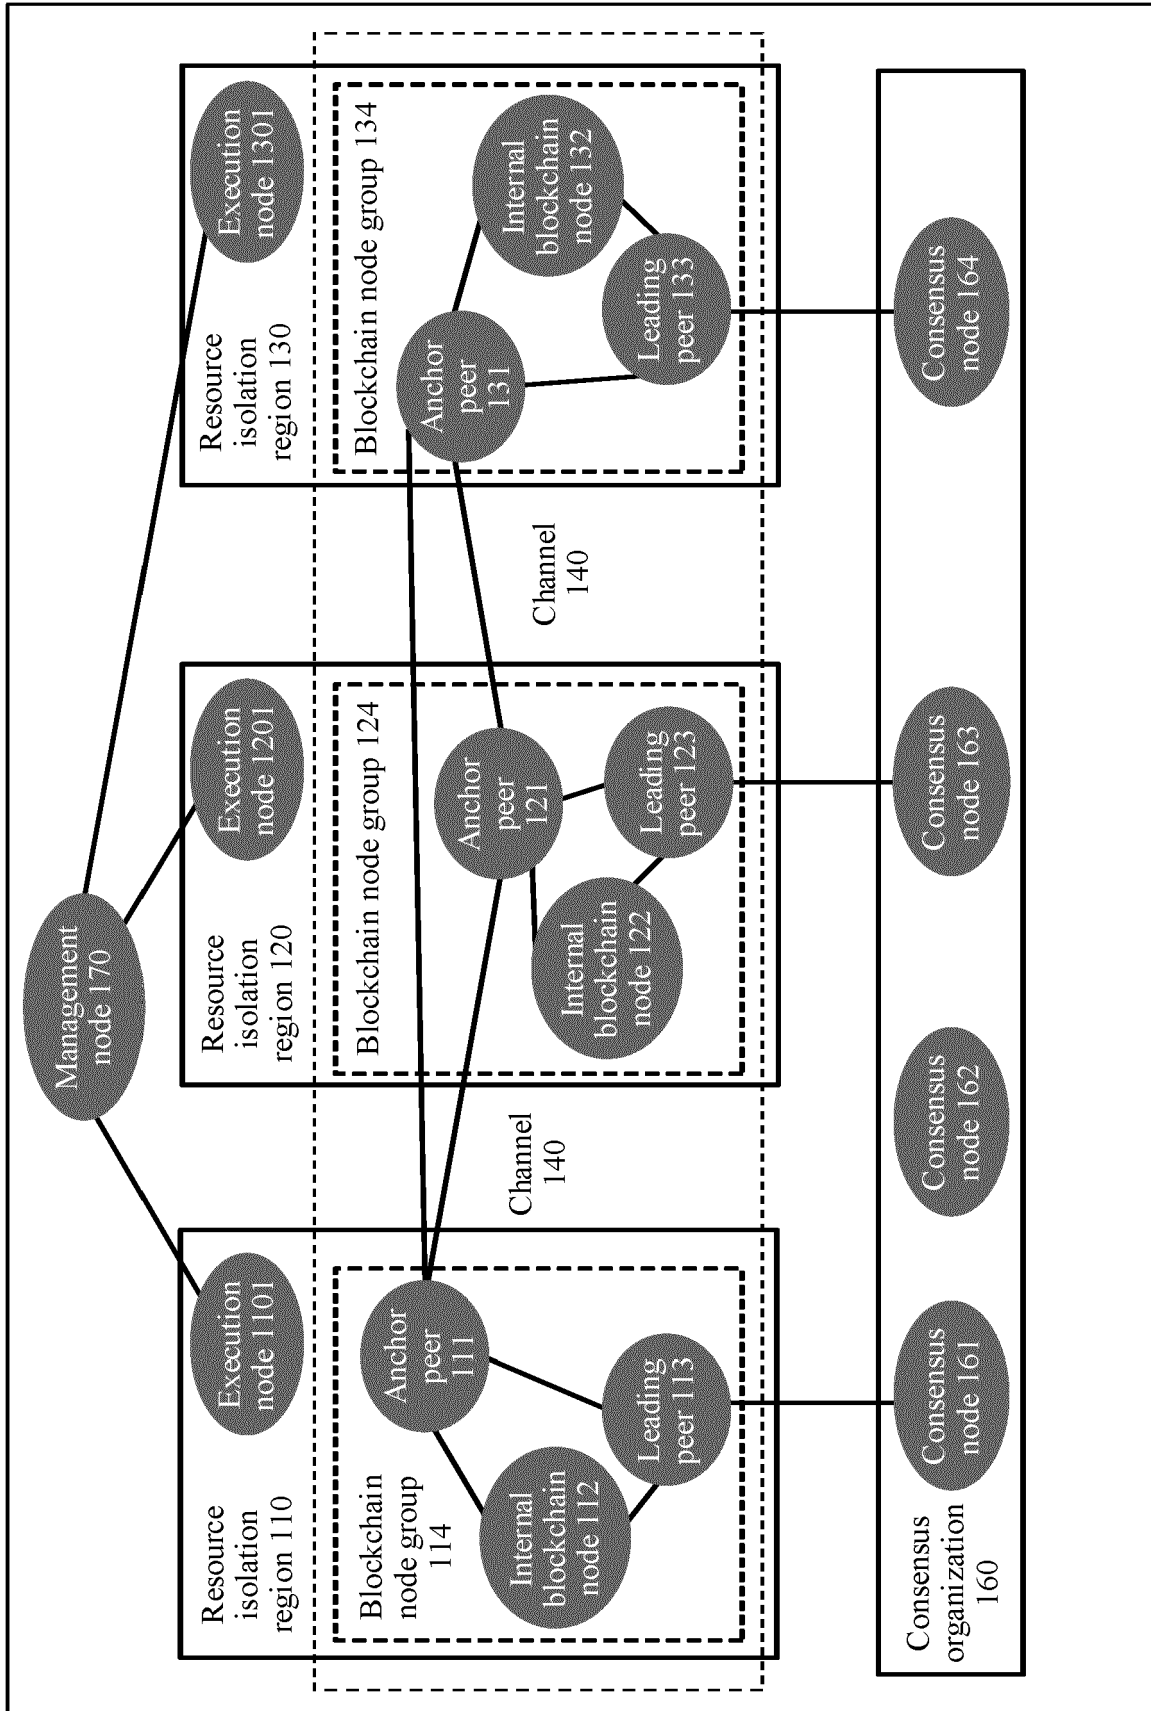 Management
node 170
Resource
isolation
region 110
Execution
node 1101
Resource
isolation
region 120
Execution
node 1201
Resource
isolation
region 130
Execution
node 1301
Blockchain
node group
114
Anchor
peer
111
Internal
blockchain
node 112
Leading
peer 113
Channel
140
Blockchain node group 124
Anchor
peer
121
Internal
blockchain
node 122
Leading
peer 123
Channel
140
Blockchain node group 134
Anchor
peer
131
Internal
blockchain
node 132
Leading
peer 133
Consensus
organization
160
Consensus
node 161
Consensus
node 162
Consensus
node 163
Consensus
node 164